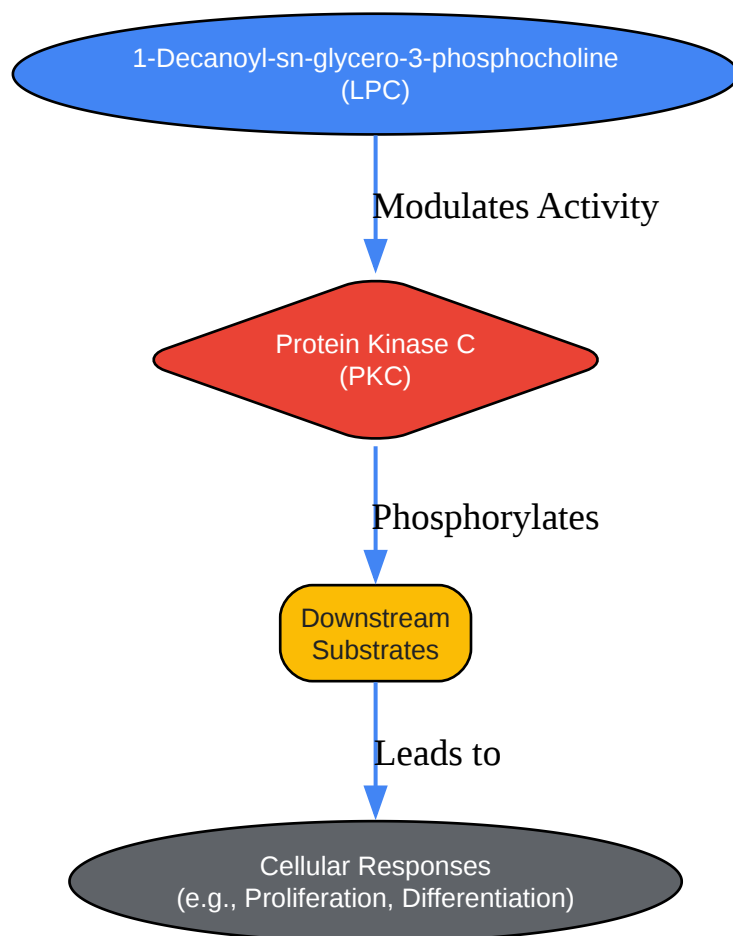 1-Decanoyl-sn-glycero-3-phosphocholine
(LPC)
Modulates Activity
Protein Kinase C
(PKC)
Phosphorylates
Downstream
Substrates
Leads to
Cellular Responses
(e.g., Proliferation, Differentiation)